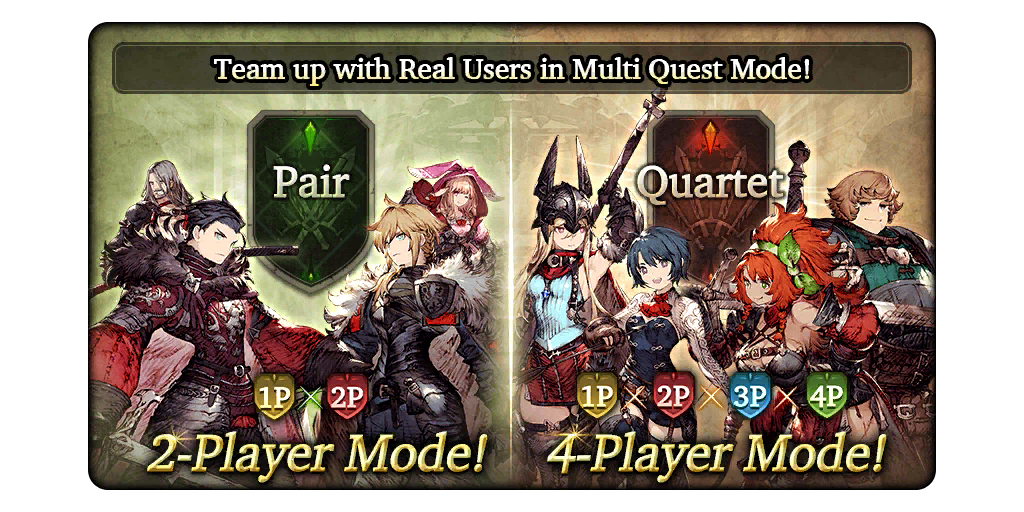 Team up with Real Users in Multi Quest Mode!
Pair
Quartet
1P × 2P
1P × 2P × 3P × 4P
2-Player Mode!
4-Player Mode!